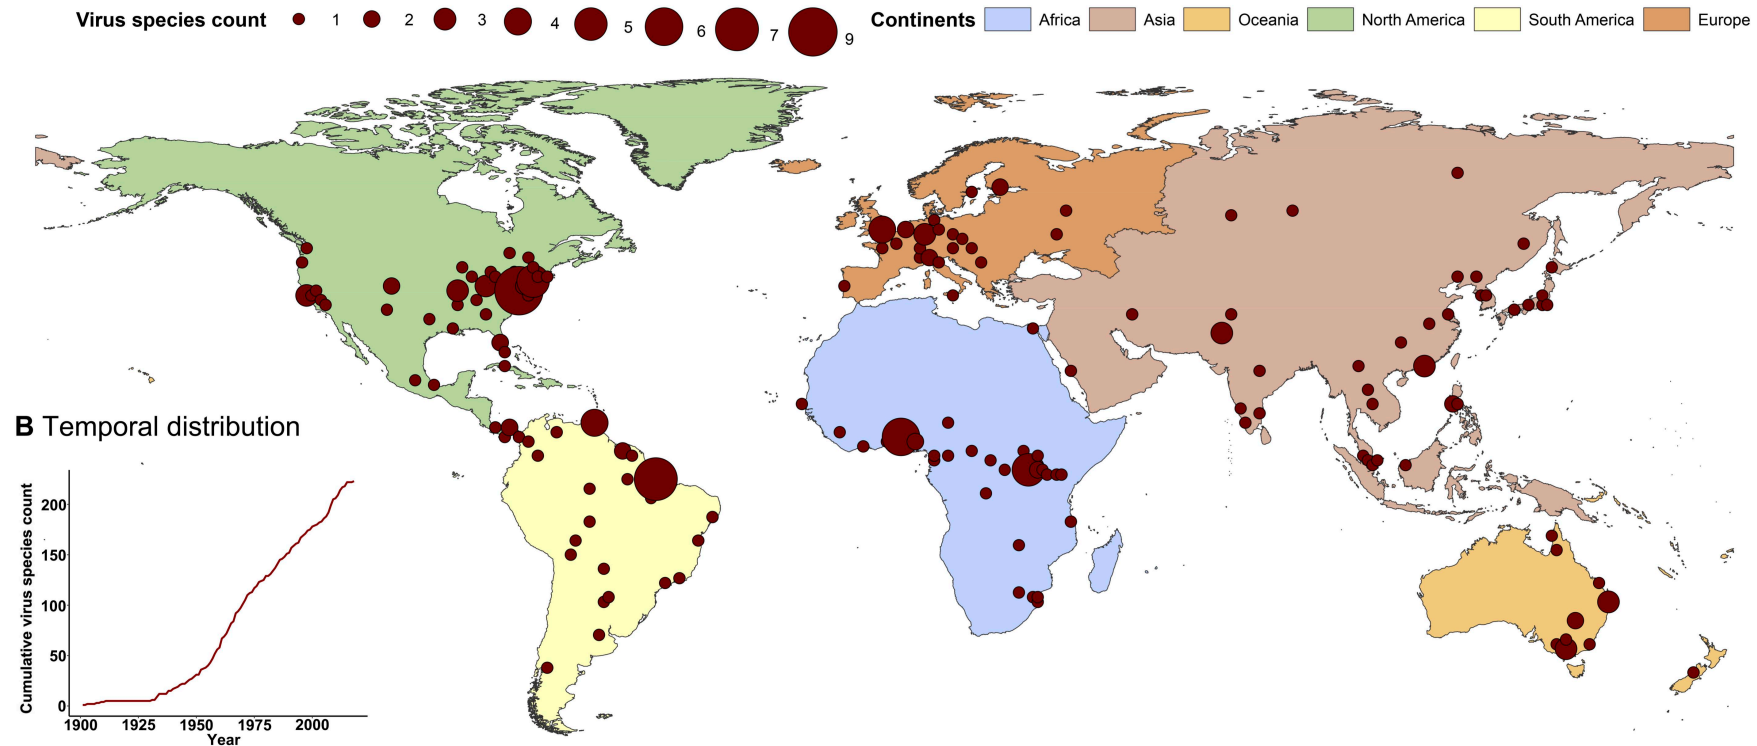 Virus species count 1 2 3 4 5 6 7 9 Continents Africa Asia Oceania North America South America Europe
B Temporal distribution
Cumulative virus species count
200
150
100
50
0
1900 1925 1950 1975 2000
Year